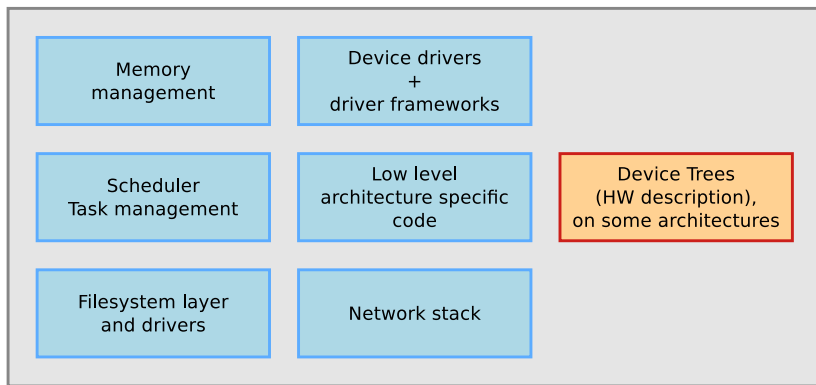 Memory
management
Device drivers
+
driver frameworks
Scheduler
Task management
Low level
architecture specific
code
Device Trees
(HW description),
on some architectures
Filesystem layer
and drivers
Network stack